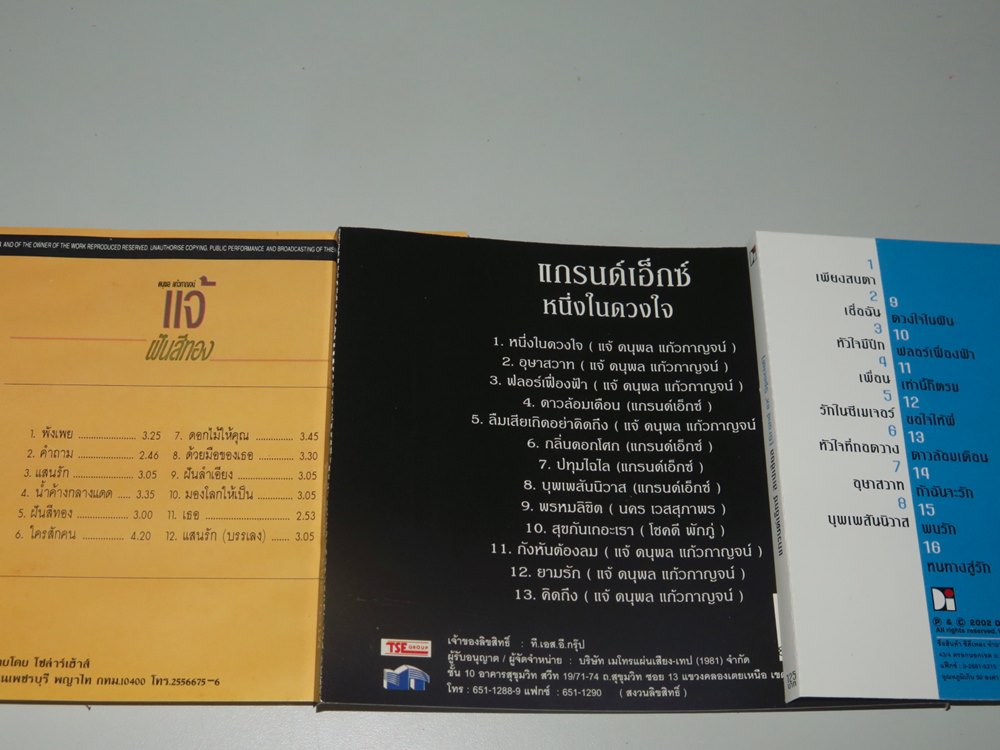 AND OF THE OWNER OF THE WORK REPRODUCED RESERVED. UNAUTHORISE COPYING. PUBLIC PERFORMANCE AND BROADCASTING OF THIS
ดนุพล แก้วกาญจน์
แจ้
ฝันสีทอง
1. พังเพย 3.25
2. คำถาม 2.46
3. แสนรัก 3.05
4. น้ำค้างกลางแดด 3.35
5. ฝันสีทอง 3.00
6. ใครสักคน 4.20
7. ดอกไม้ให้คุณ 3.45
8. ด้วยมือของเธอ 3.30
9. ฝันลำเอียง 3.05
10. มองโลกให้เป็น 3.05
11. เธอ 2.53
12. แสนรัก (บรรเลง) 3.05
โดย โซล่าร์เฮ้าส์
เพชรบุรี พญาไท กทม.10400 โทร.2556675-6
แกรนด์เอ็กซ์
หนึ่งในดวงใจ
1. หนึ่งในดวงใจ ( แจ้ ดนุพล แก้วกาญจน์ )
2. อุษาสวาท ( แจ้ ดนุพล แก้วกาญจน์ )
3. ฟลอร์เฟื่องฟ้า ( แจ้ ดนุพล แก้วกาญจน์ )
4. ดาวล้อมเดือน (แกรนด์เอ็กซ์ )
5. ลืมเสียเถิดอย่าคิดถึง ( แจ้ ดนุพล แก้วกาญจน์
6. กลิ่นดอกโศก (แกรนด์เอ็กซ์ )
7. ปทุมไฉไล (แกรนด์เอ็กซ์ )
8. บุพเพสันนิวาส (แกรนด์เอ็กซ์ )
9. พรหมลิขิต ( นคร เวสสุภาพร )
10. สุขกันเถอะเรา ( โชคดี พักภู่ )
11. กังหันต้องลม ( แจ้ ดนุพล แก้วกาญจน์ )
12. ยามรัก ( แจ้ ดนุพล แก้วกาญจน์ )
13. คิดถึง ( แจ้ ดนุพล แก้วกาญจน์ )
TSE GROUP
เจ้าของลิขสิทธิ์ : ที.เอส.อี.กรุ๊ป
ผู้รับอนุญาต / ผู้จัดจำหน่าย : บริษัท เมโทรแผ่นเสียง-เทป (1981) จำกัด
ชั้น 10 อาคารสุขุมวิท สวีท 19/71-74 ถ.สุขุมวิท ซอย 13 แขวงคลองเตยเหนือ เขต
โทร : 651-1288-9 แฟกซ์ : 651-1290 ( สงวนลิขสิทธิ์ )
1
เพียงสบตา
2
เชื่อฉัน
3
หัวใจมีปีก
4
เพื่อน
5
รักในซีเมเจอร์
6
หัวใจที่ถอดวาง
7
อุษาสวาท
8
บุพเพสันนิวาส
9
ดวงใจในฝัน
10
ฟลอร์เฟื่องฟ้า
11
เท่านี้ก็ตรม
12
ขอใจให้พี่
13
ดาวล้อมเดือน
14
ถ้าฉันจะรัก
15
พบรัก
16
หนทางสู่รัก
Di
℗ & © 2002
All rights reserved.
125 บาท